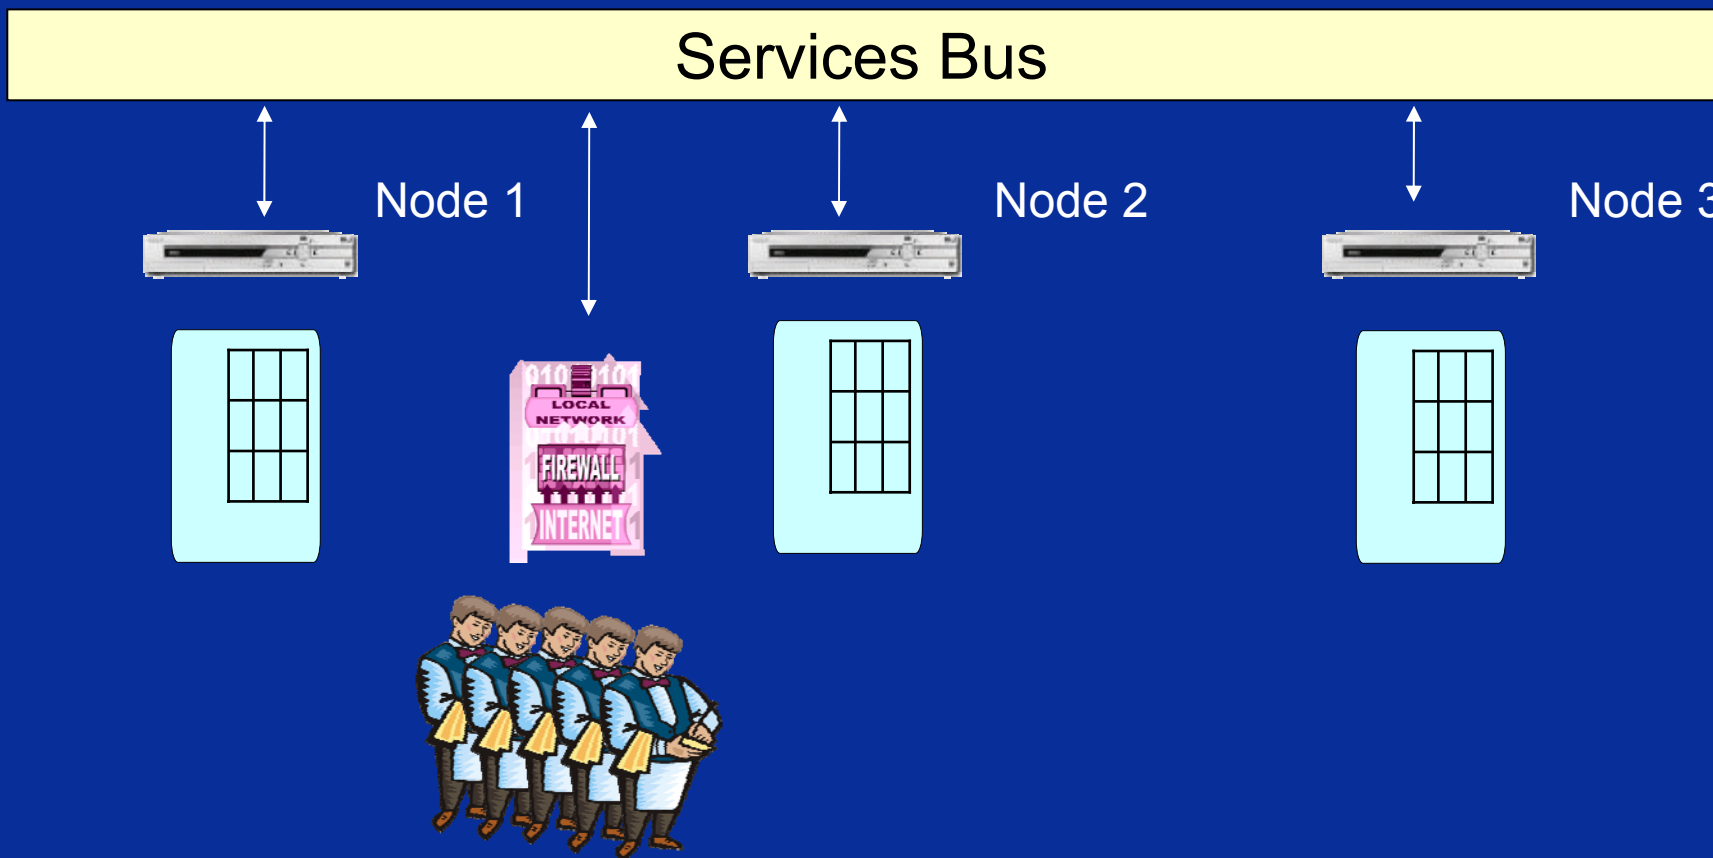 Services Bus
Node 1
Node 2
Node 3
LOCAL
NETWORK
FIREWALL
INTERNET